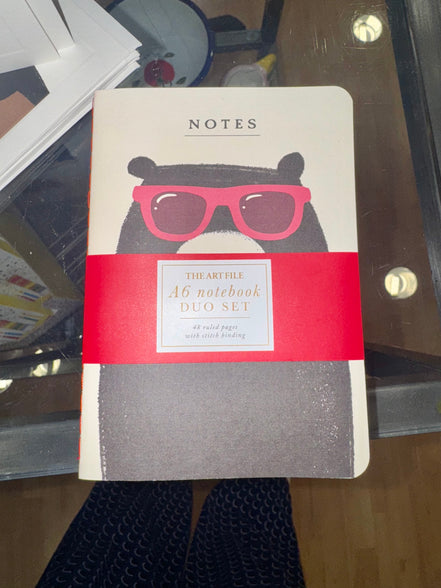 NOTES
THE ART FILE
A6 notebook
DUO SET
48 ruled pages
with stitch binding